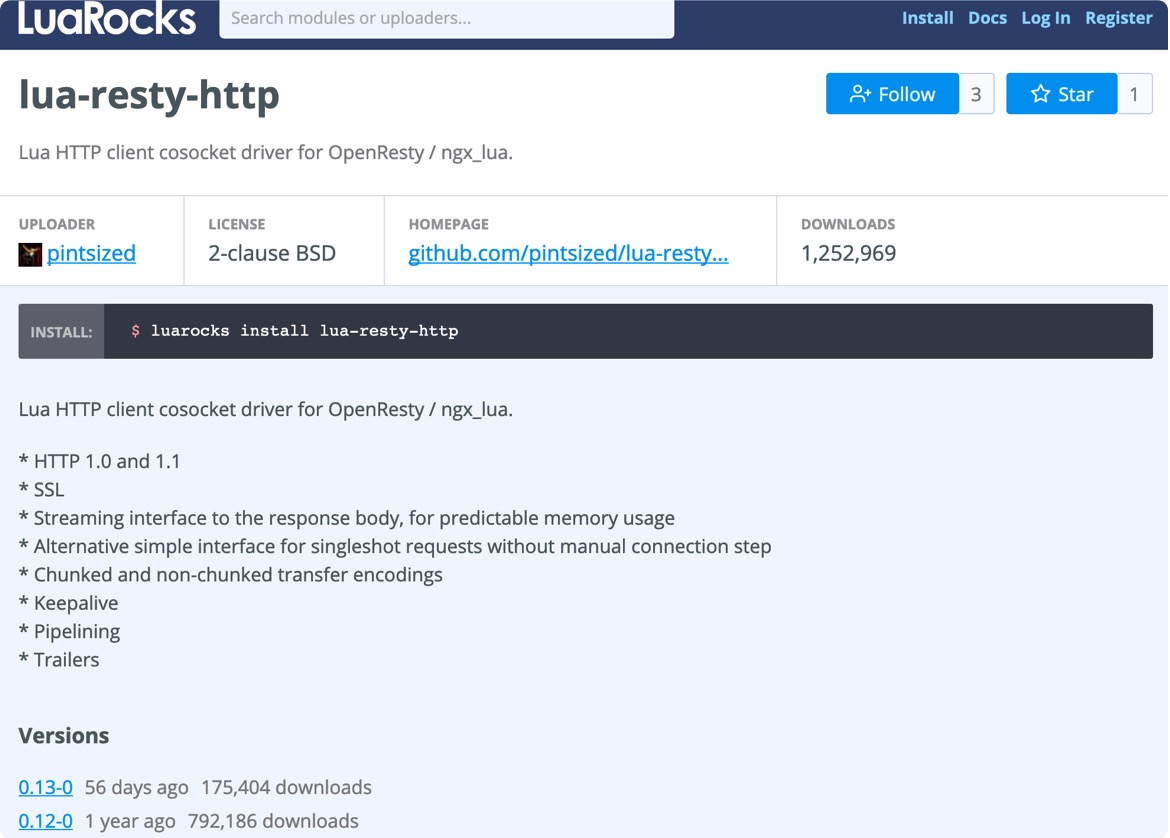 LuaRocks Search modules or uploaders... Install Docs Log In Register
lua-resty-http Follow 3 Star 1
Lua HTTP client cosocket driver for OpenResty / ngx_lua.
UPLOADER LICENSE HOMEPAGE DOWNLOADS
pintsized 2-clause BSD github.com/pintsized/lua-resty... 1,252,969
INSTALL: $ luarocks install lua-resty-http
Lua HTTP client cosocket driver for OpenResty / ngx_lua.
* HTTP 1.0 and 1.1
* SSL
* Streaming interface to the response body, for predictable memory usage
* Alternative simple interface for singleshot requests without manual connection step
* Chunked and non-chunked transfer encodings
* Keepalive
* Pipelining
* Trailers
Versions
0.13-0 56 days ago 175,404 downloads
0.12-0 1 year ago 792,186 downloads